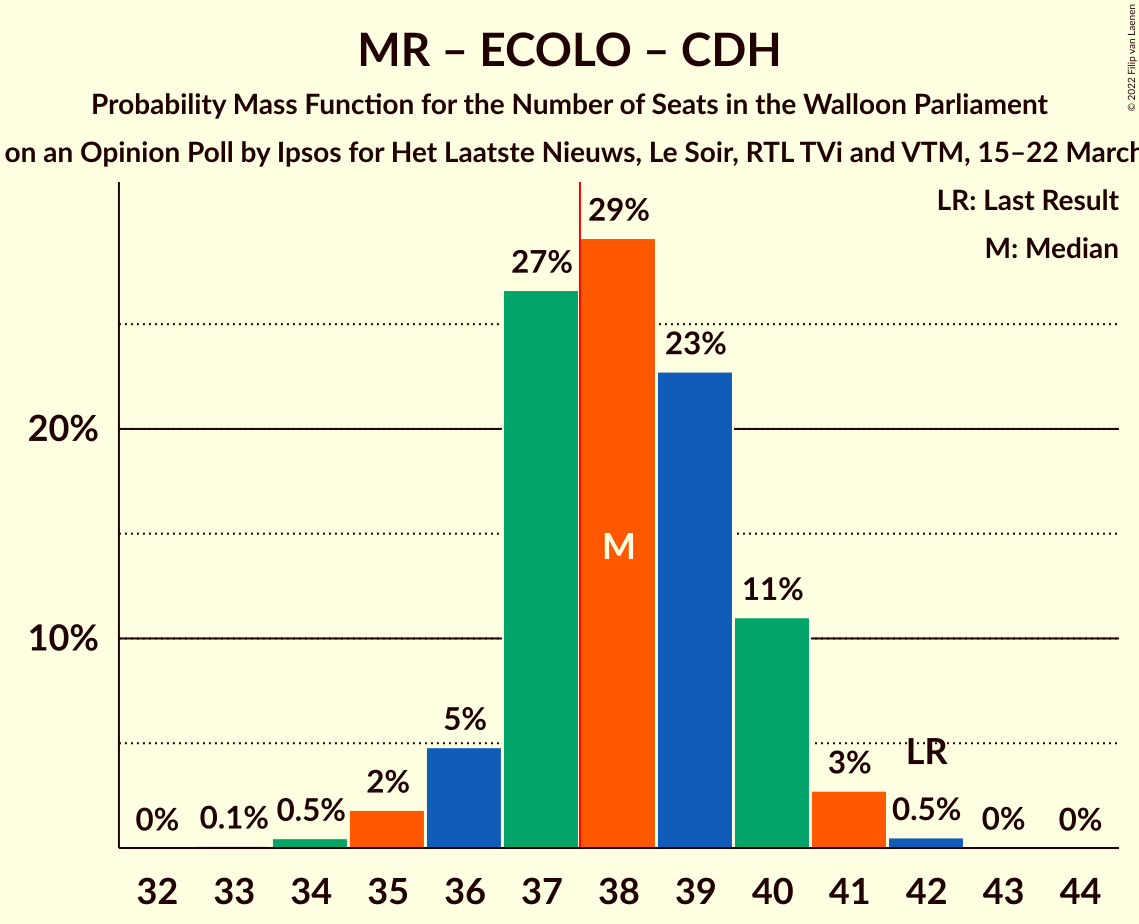 MR – ECOLO – CDH
Probability Mass Function for the Number of Seats in the Walloon Parliament
on an Opinion Poll by Ipsos for Het Laatste Nieuws, Le Soir, RTL TVi and VTM, 15–22 March
© 2022 Filip van Laenen
LR: Last Result
M: Median
29%
27%
23%
20%
M
11%
10%
5%
LR
3%
2%
0.5%
0.5%
0.1%
0%
0%
0%
32 33 34 35 36 37 38 39 40 41 42 43 44